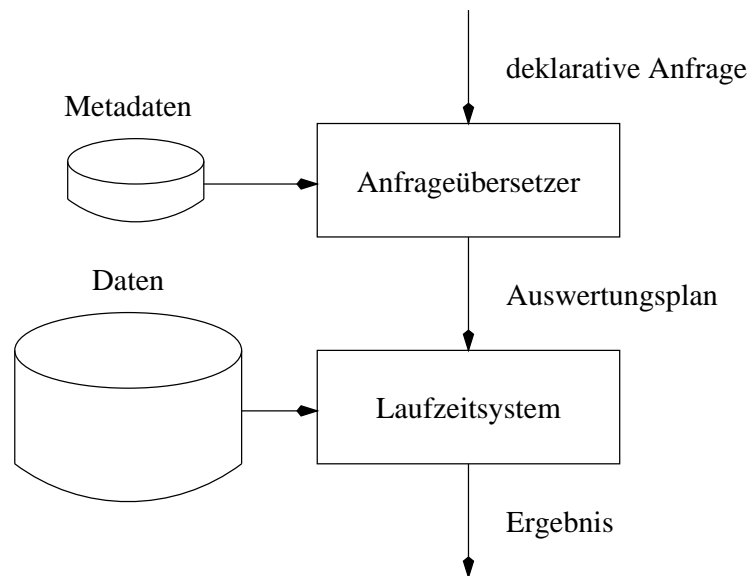 deklarative Anfrage
Metadaten
Anfrageübersetzer
Daten
Auswertungsplan
Laufzeitsystem
Ergebnis